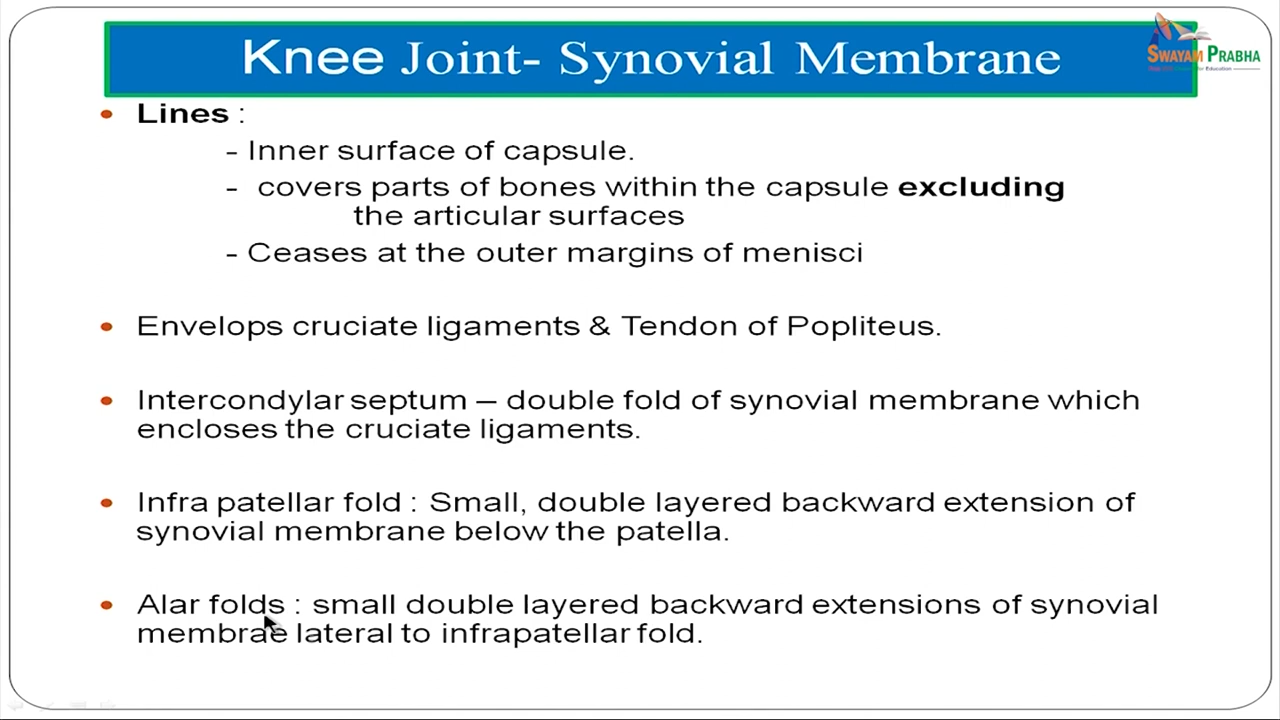 Knee Joint- Synovial Membrane
SWAYAM PRABHA
• Lines :
- Inner surface of capsule.
- covers parts of bones within the capsule excluding
the articular surfaces
- Ceases at the outer margins of menisci
• Envelops cruciate ligaments & Tendon of Popliteus.
• Intercondylar septum – double fold of synovial membrane which
encloses the cruciate ligaments.
• Infra patellar fold : Small, double layered backward extension of
synovial membrane below the patella.
• Alar folds : small double layered backward extensions of synovial
membrae lateral to infrapatellar fold.